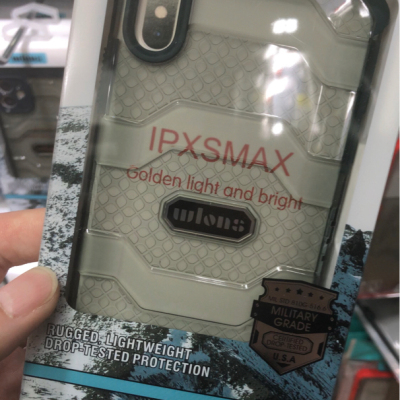 IPXSMAX
Golden light and bright
wlons
MILITARY
GRADE
U.S.A
RUGGED, LIGHTWEIGHT
DROP-TESTED PROTECTION